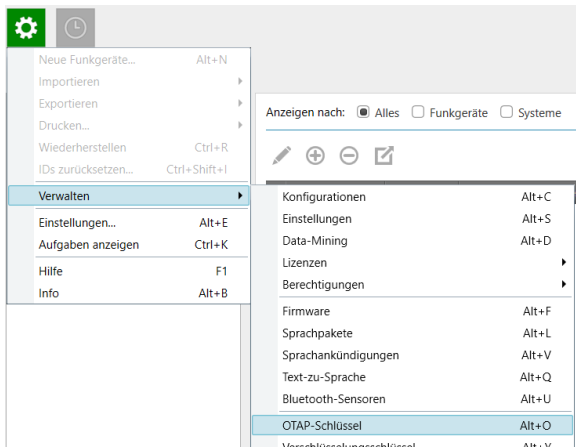 Neue Funkgeräte... Alt+N
Importieren
Exportieren
Drucken...
Wiederherstellen Ctrl+R
IDs zurücksetzen... Ctrl+Shift+I
Verwalten
Einstellungen... Alt+E
Aufgaben anzeigen Ctrl+K
Hilfe F1
Info Alt+B
Anzeigen nach: Alles Funkgeräte Systeme
Konfigurationen Alt+C
Einstellungen Alt+S
Data-Mining Alt+D
Lizenzen
Berechtigungen
Firmware Alt+F
Sprachpakete Alt+L
Sprachankündigungen Alt+V
Text-zu-Sprache Alt+Q
Bluetooth-Sensoren Alt+U
OTAP-Schlüssel Alt+O
Verschlüsselungsschlüssel